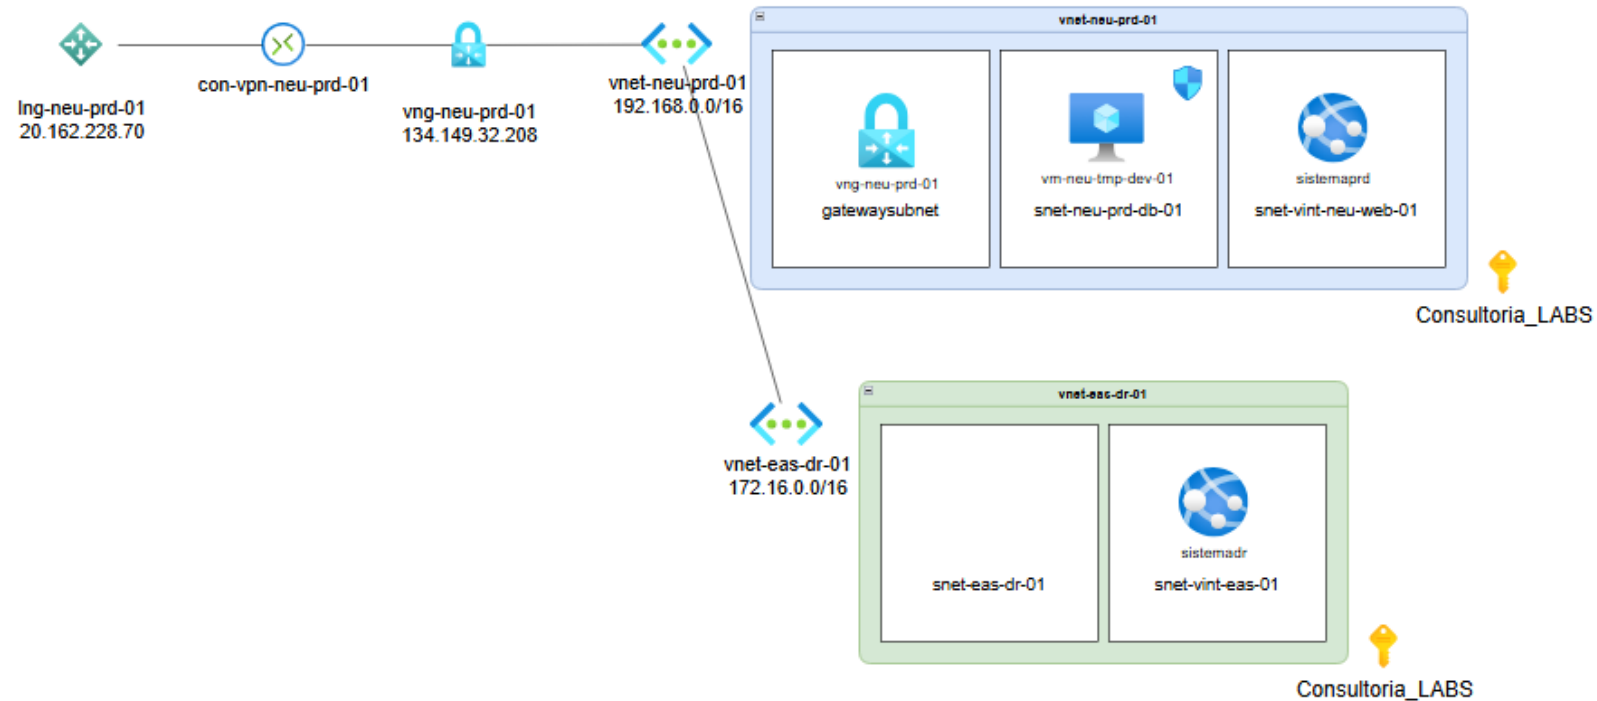 lng-neu-prd-01
20.162.228.70
con-vpn-neu-prd-01
vng-neu-prd-01
134.149.32.208
vnet-neu-prd-01
192.168.0.0/16
vnet-neu-prd-01
vng-neu-prd-01
gatewaysubnet
vm-neu-tmp-dev-01
snet-neu-prd-db-01
sistemaprd
snet-vint-neu-web-01
Consultoria_LABS
vnet-eas-dr-01
172.16.0.0/16
vnet-eas-dr-01
snet-eas-dr-01
sistemadr
snet-vint-eas-01
Consultoria_LABS